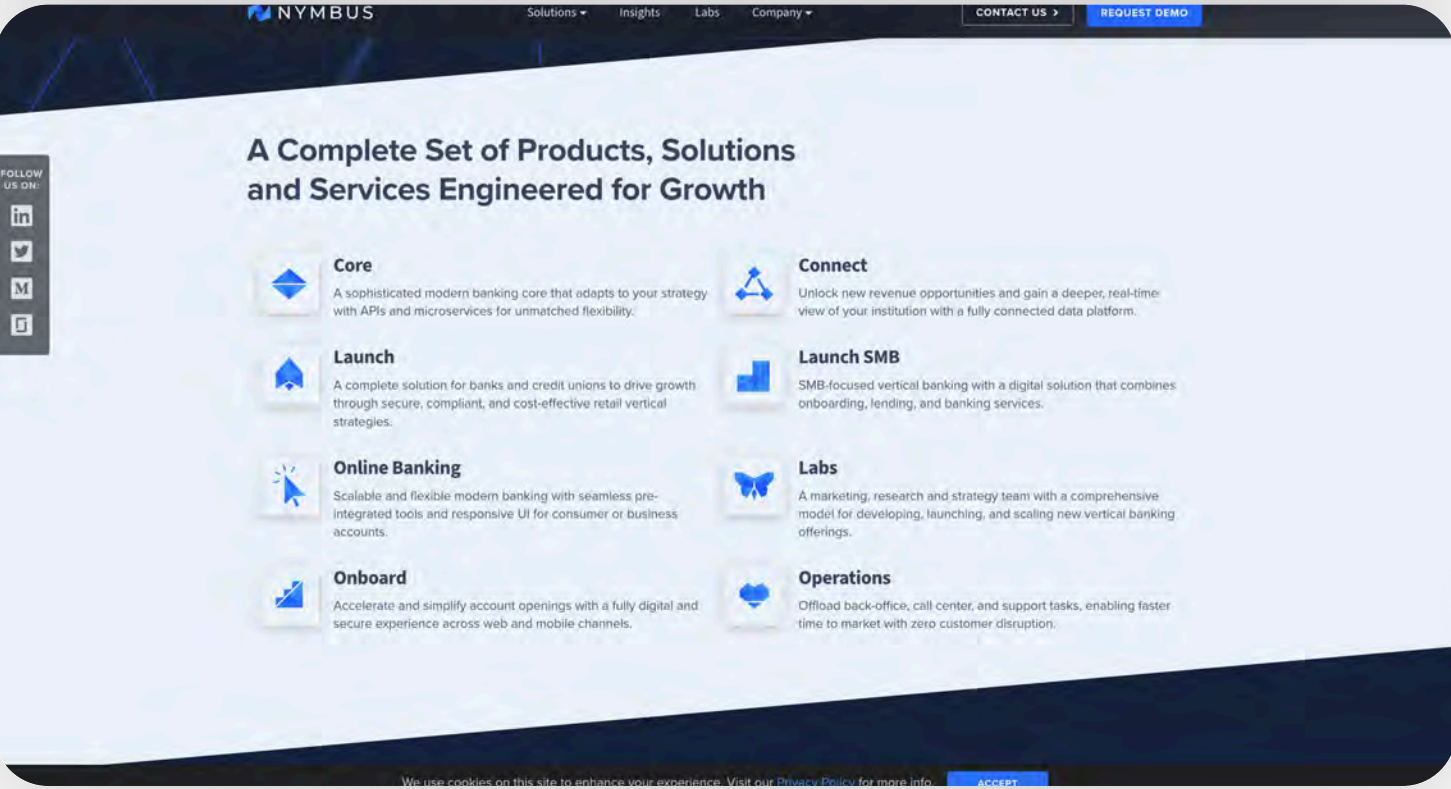 NYMBUS
Solutions
Insights
Labs
Company
CONTACT US >
REQUEST DEMO
FOLLOW
US ON:
in
M
A Complete Set of Products, Solutions
and Services Engineered for Growth
Core
A sophisticated modern banking core that adapts to your strategy
with APIs and microservices for unmatched flexibility.
Connect
Unlock new revenue opportunities and gain a deeper, real-time
view of your institution with a fully connected data platform.
Launch
A complete solution for banks and credit unions to drive growth
through secure, compliant, and cost-effective retail vertical
strategies.
Launch SMB
SMB-focused vertical banking with a digital solution that combines
onboarding, lending, and banking services.
Online Banking
Scalable and flexible modern banking with seamless pre-
integrated tools and responsive UI for consumer or business
accounts.
Labs
A marketing, research and strategy team with a comprehensive
model for developing, launching, and scaling new vertical banking
offerings.
Onboard
Accelerate and simplify account openings with a fully digital and
secure experience across web and mobile channels.
Operations
Offload back-office, call center, and support tasks, enabling faster
time to market with zero customer disruption.
We use cookies on this site to enhance your experience. Visit our Privacy Policy for more info.
ACCEPT